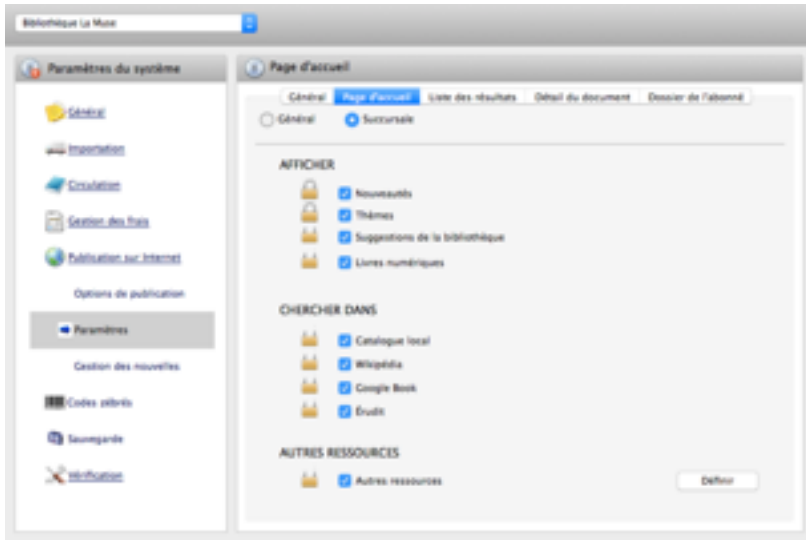 Bibliothèque La Muse
Paramètres du système
Général
Importation
Circulation
Gestion des frais
Publication sur Internet
Options de publication
Paramètres
Gestion des nouvelles
Codes zébrés
Sauvegarde
Vérification
Page d'accueil
Général Page d'accueil Liste des résultats Détail du document Dossier de l'abonné
Général Succursale
AFFICHER
Nouveautés
Thèmes
Suggestions de la bibliothèque
Livres numériques
CHERCHER DANS
Catalogue local
Wikipédia
Google Book
Érudit
AUTRES RESSOURCES
Autres ressources
Définir